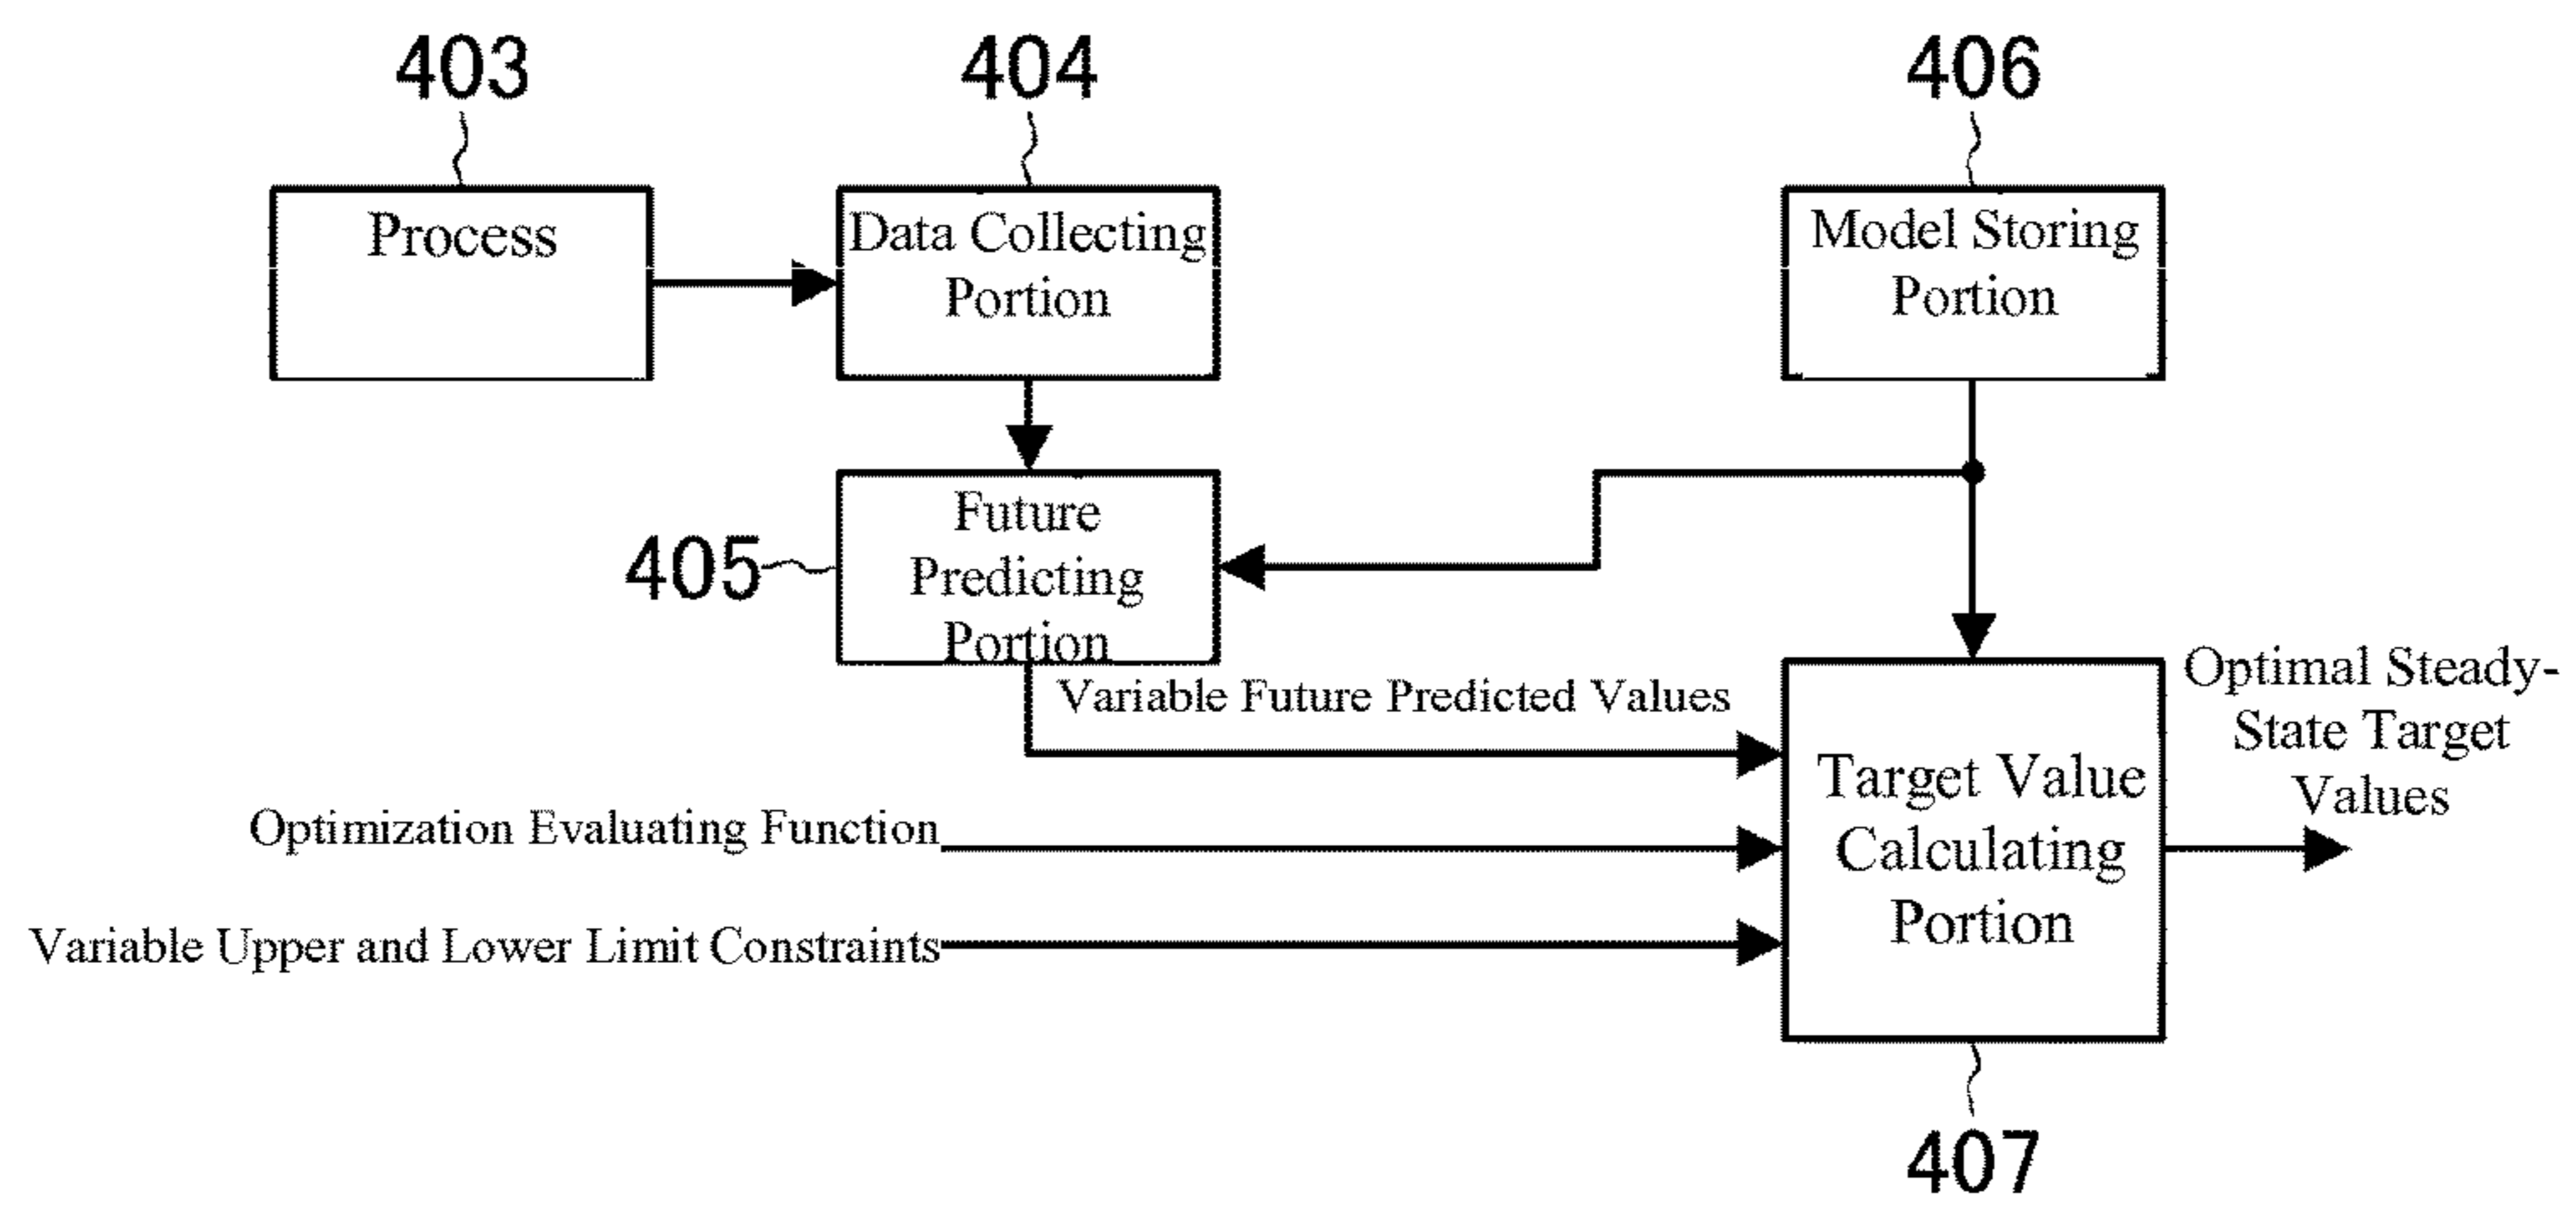 403
404
406
Process
Data Collecting
Portion
Model Storing
Portion
405
Future
Predicting
Portion
Variable Future Predicted Values
Optimization Evaluating Function
Variable Upper and Lower Limit Constraints
Target Value
Calculating
Portion
Optimal Steady-
State Target
Values
407